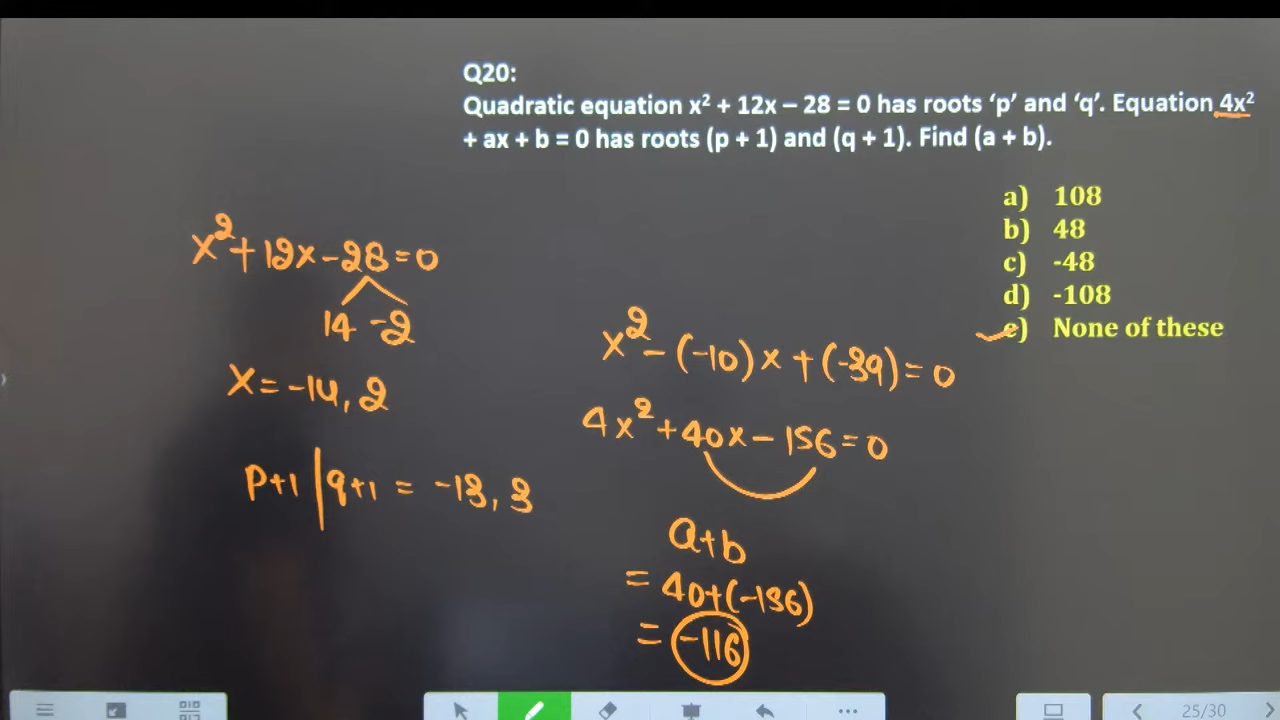 Q20:
Quadratic equation x² + 12x – 28 = 0 has roots ‘p’ and ‘q’. Equation 4x²
+ ax + b = 0 has roots (p + 1) and (q + 1). Find (a + b).
a) 108
b) 48
c) -48
d) -108
e) None of these
x² + 12x - 28 = 0
14 -2
x = -14, 2
p+1 | q+1 = -13, 3
x² - (-10)x + (-39) = 0
4x² + 40x - 156 = 0
a+b
= 40+(-156)
= -116
25/30